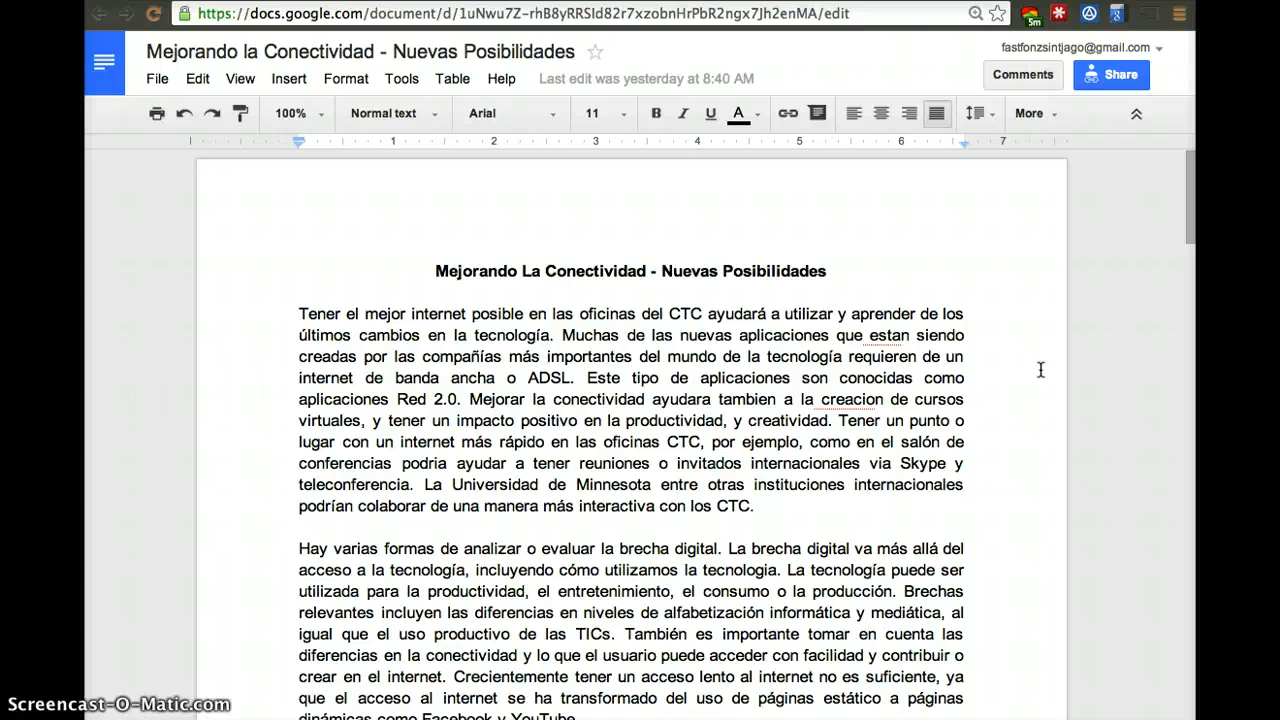 https://docs.google.com/document/d/1uNwu7Z-rhB8yRRSld82r7xzobnHrPbR2ngx7Jh2enMA/edit
5m
Mejorando la Conectividad - Nuevas Posibilidades
fastfonzsintjago@gmail.com
File Edit View Insert Format Tools Table Help Last edit was yesterday at 8:40 AM
Comments Share
100% Normal text Arial 11 B I U A More
1 2 3 4 5 6 7
Mejorando La Conectividad - Nuevas Posibilidades
Tener el mejor internet posible en las oficinas del CTC ayudará a utilizar y aprender de los
últimos cambios en la tecnología. Muchas de las nuevas aplicaciones que estan siendo
creadas por las compañías más importantes del mundo de la tecnología requieren de un
internet de banda ancha o ADSL. Este tipo de aplicaciones son conocidas como
aplicaciones Red 2.0. Mejorar la conectividad ayudara tambien a la creacion de cursos
virtuales, y tener un impacto positivo en la productividad, y creatividad. Tener un punto o
lugar con un internet más rápido en las oficinas CTC, por ejemplo, como en el salón de
conferencias podria ayudar a tener reuniones o invitados internacionales via Skype y
teleconferencia. La Universidad de Minnesota entre otras instituciones internacionales
podrían colaborar de una manera más interactiva con los CTC.
Hay varias formas de analizar o evaluar la brecha digital. La brecha digital va más allá del
acceso a la tecnología, incluyendo cómo utilizamos la tecnologia. La tecnología puede ser
utilizada para la productividad, el entretenimiento, el consumo o la producción. Brechas
relevantes incluyen las diferencias en niveles de alfabetización informática y mediática, al
igual que el uso productivo de las TICs. También es importante tomar en cuenta las
diferencias en la conectividad y lo que el usuario puede acceder con facilidad y contribuir o
crear en el internet. Crecientemente tener un acceso lento al internet no es suficiente, ya
que el acceso al internet se ha transformado del uso de páginas estático a páginas
dinámicas como Facebook y YouTube.
Screencast-O-Matic.com